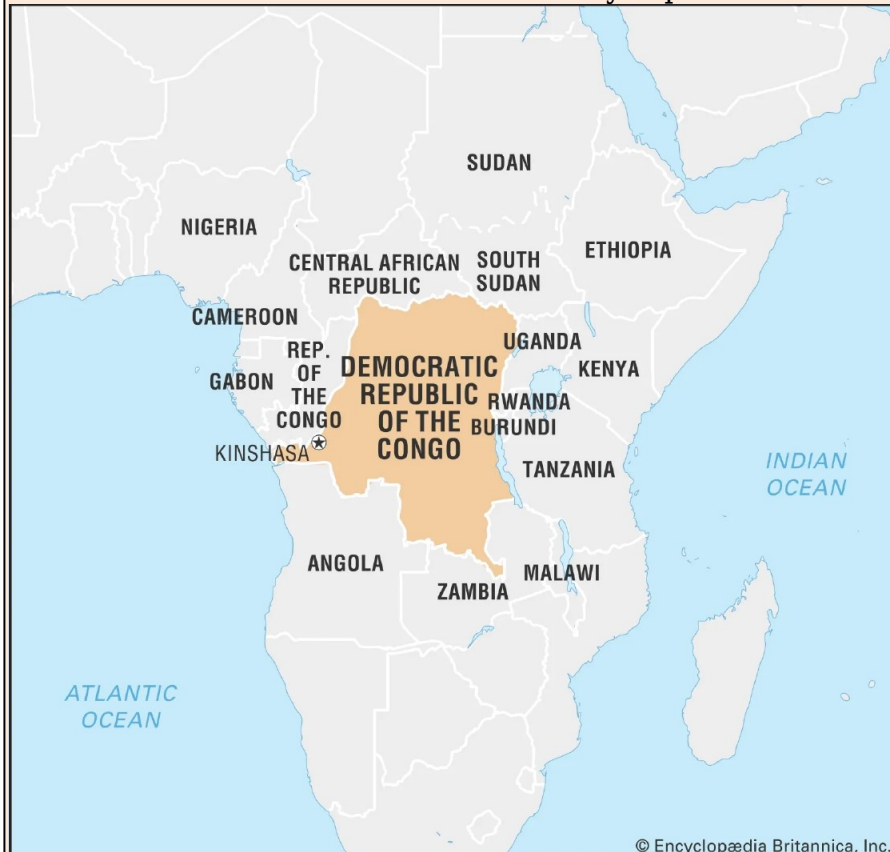 SUDAN
NIGERIA
ETHIOPIA
CENTRAL AFRICAN
REPUBLIC
SOUTH
SUDAN
CAMEROON
UGANDA
REP.
OF
THE
CONGO
DEMOCRATIC
REPUBLIC
OF THE
CONGO
KENYA
GABON
RWANDA
BURUNDI
KINSHASA
TANZANIA
INDIAN
OCEAN
ANGOLA
MALAWI
ZAMBIA
ATLANTIC
OCEAN
© Encyclopædia Britannica, Inc.